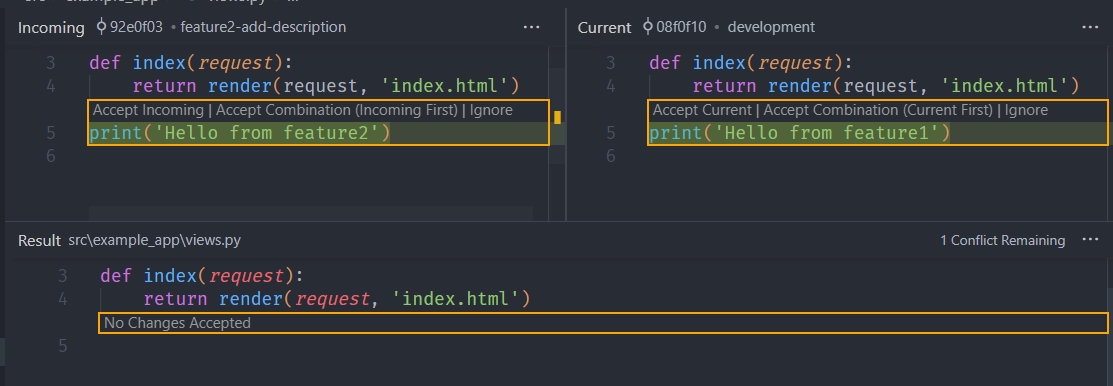 Incoming 92e0f03 • feature2-add-description ···
3 def index(request):
4 return render(request, 'index.html')
Accept Incoming | Accept Combination (Incoming First) | Ignore
5 print('Hello from feature2')
6
Current 08f0f10 • development ···
3 def index(request):
4 return render(request, 'index.html')
Accept Current | Accept Combination (Current First) | Ignore
5 print('Hello from feature1')
6
Result src\example_app\views.py 1 Conflict Remaining ···
3 def index(request):
4 return render(request, 'index.html')
No Changes Accepted
5